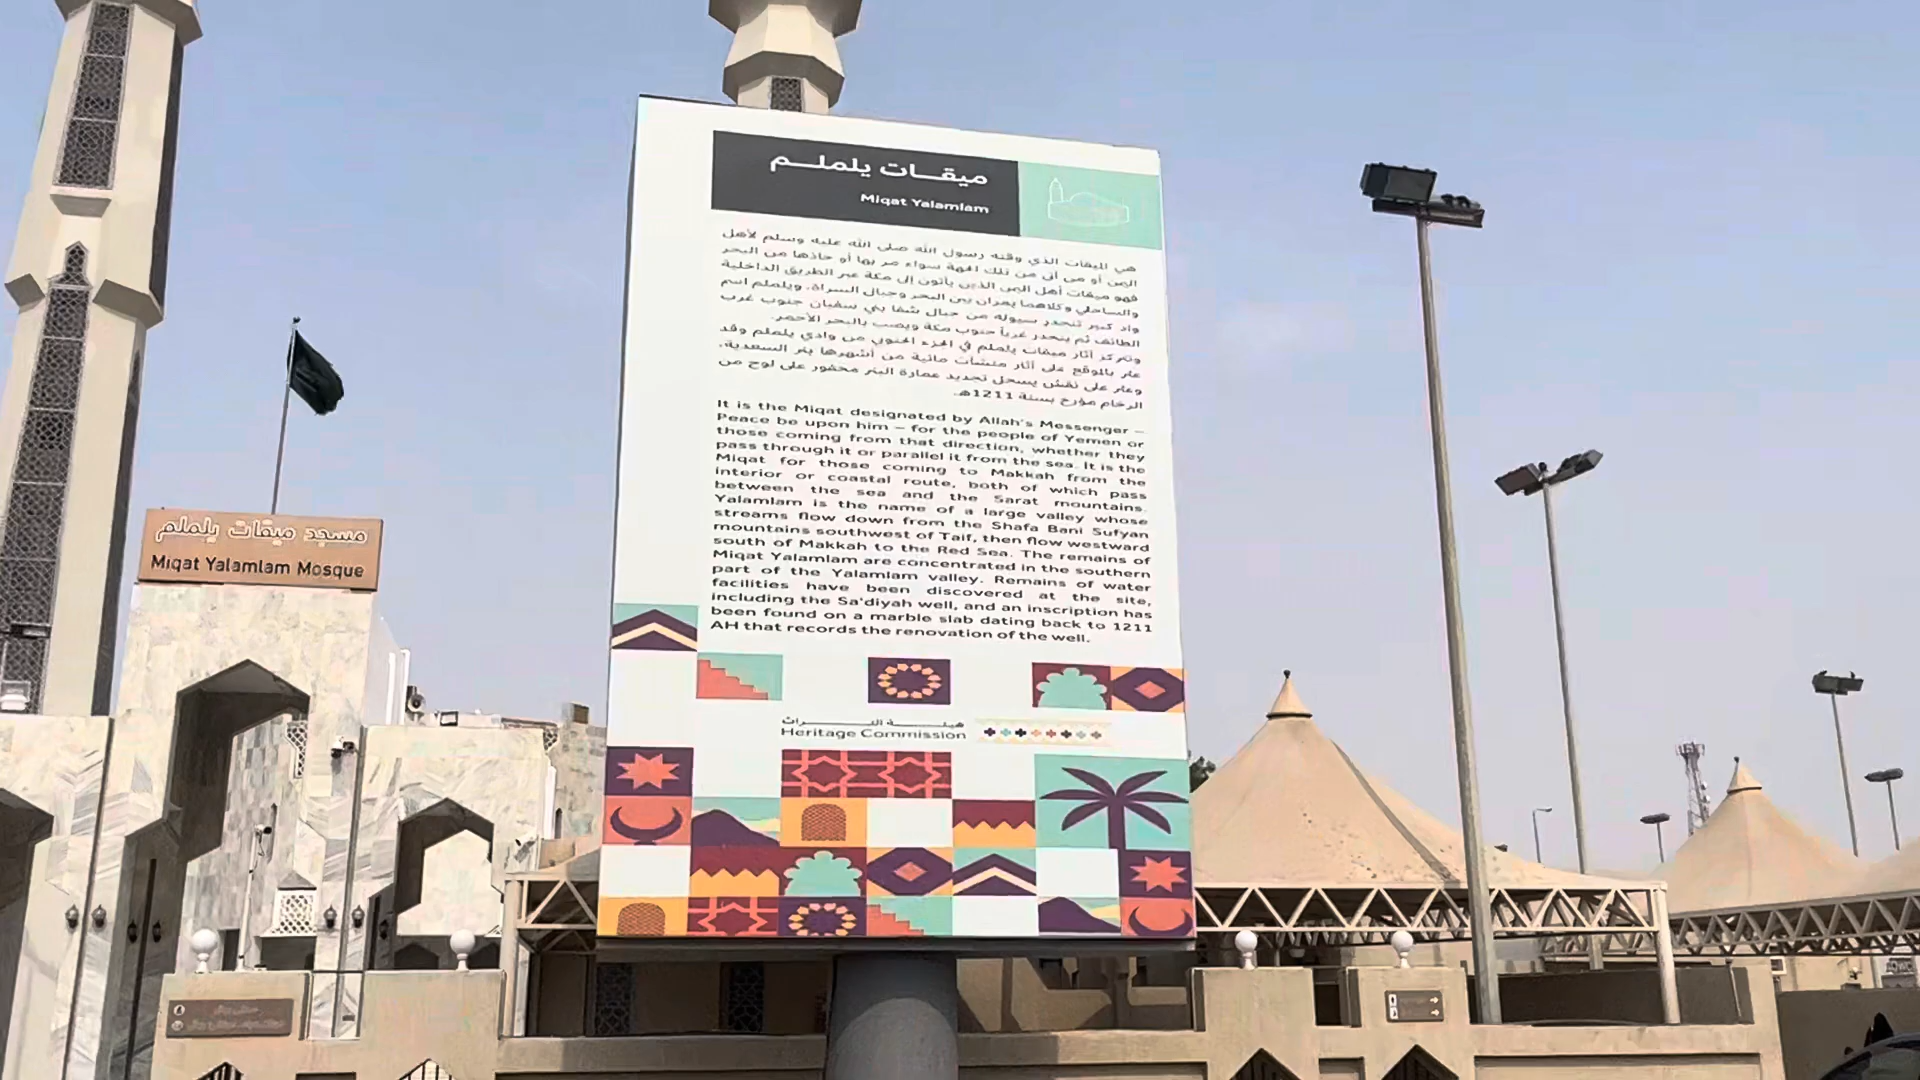 ميقات يلملم
Miqat Yalamlam
هي الميقات الذي وقته رسول الله صلى الله عليه وسلم لأهل
اليمن أو من أتى من تلك الجهة سواء مر بها أو حاذها من البحر
فهو ميقات أهل اليمن الذين يأتون إلى مكة عبر الطريق الداخلية
والساحلي وكلاهما يمران بين البحر وجبال السراة. ويلملم اسم
واد كبير تنحدر سيوله من جبال شفا بني سفيان جنوب غرب
الطائف ثم ينحدر غرباً جنوب مكة ويصب بالبحر الأحمر.
وتتركز آثار ميقات يلملم في الجزء الجنوبي من وادي يلملم وقد
عثر بالموقع على آثار منشآت مائية من أشهرها بئر السعدية،
وعثر على نقش يسجل تجديد عمارة البئر محفور على لوح من
الرخام مؤرخ بسنة 1211هـ.
It is the Miqat designated by Allah's Messenger –
Peace be upon him – for the people of Yemen or
those coming from that direction, whether they
pass through it or parallel it from the sea. It is the
Miqat for those coming to Makkah from the
interior or coastal route, both of which pass
between the sea and the Sarat mountains.
Yalamlam is the name of a large valley whose
streams flow down from the Shafa Bani Sufyan
mountains southwest of Taif, then flow westward
south of Makkah to the Red Sea. The remains of
Miqat Yalamlam are concentrated in the southern
part of the Yalamlam valley. Remains of water
facilities have been discovered at the site,
including the Sa'diyah well, and an inscription has
been found on a marble slab dating back to 1211
AH that records the renovation of the well.
هيئة التراث
Heritage Commission
مسجد ميقات يلملم
Miqat Yalamlam Mosque